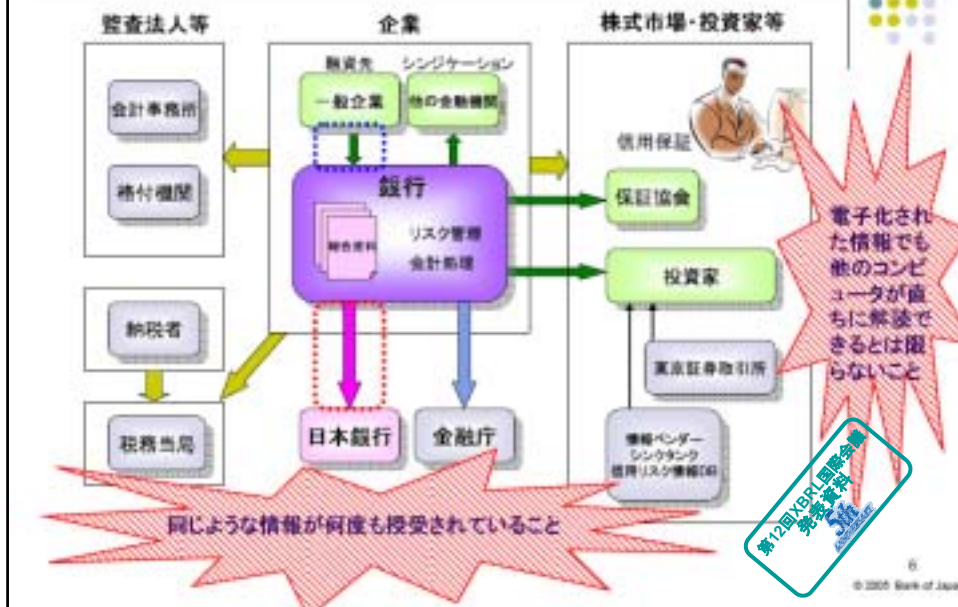 監査法人等
企業
株式市場・投資家等
融資先
シンジケーション
会計事務所
一般企業
他の金融機関
信用保証
格付機関
銀行
保証協会
リスク管理
会計処理
投資家
電子化され
た情報でも
他のコンピ
ュータが直
ちに解読で
きるとは限
らないこと
納税者
東京証券取引所
税務当局
日本銀行
金融庁
情報ベンダー
シンクタンク
信用リスク情報DB
同じような情報が何度も授受されていること
第12回XBRL国際会議
発表資料
5th
6
© 2005 Bank of Japan